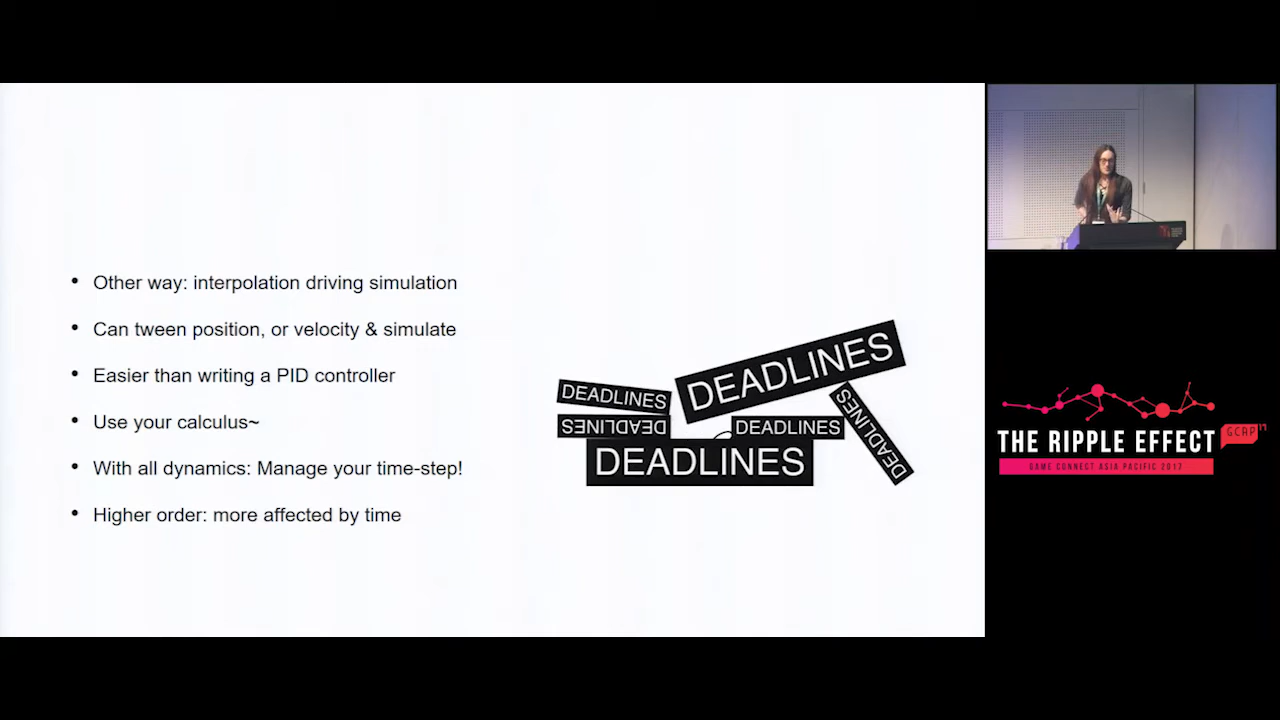 Other way: interpolation driving simulation
Can tween position, or velocity & simulate
Easier than writing a PID controller
Use your calculus~
With all dynamics: Manage your time-step!
Higher order: more affected by time
DEADLINES
DEADLINES
DEADLINES
DEADLINES
DEADLINES
DEADLINES
THE RIPPLE EFFECT
GCAP17
GAME CONNECT ASIA PACIFIC 2017